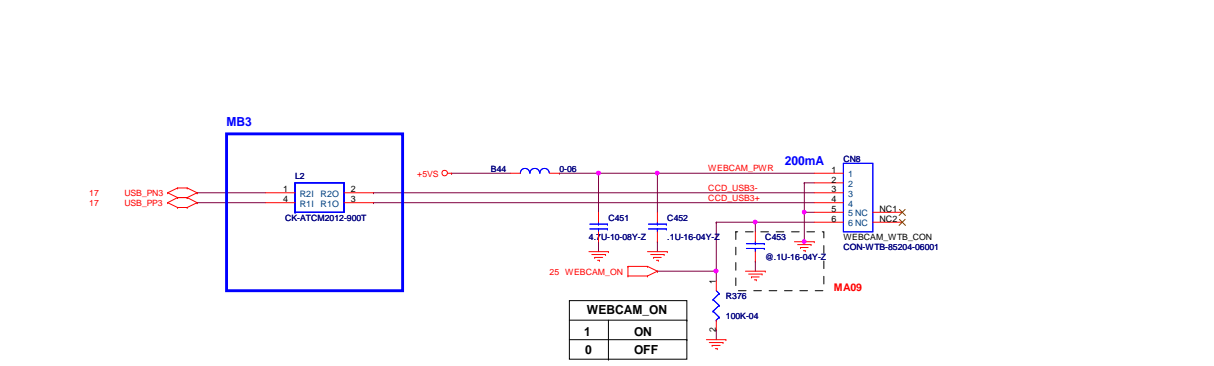 MB3
L2
17 USB_PN3 1 R2I R2O 2
17 USB_PP3 4 R1I R1O 3
CK-ATCM2012-900T
+5VS B44 0-06
WEBCAM_PWR
200mA
CN8
CCD_USB3-
CCD_USB3+
1 1
2 2
3 3
4 4
5 5 NC NC1
6 6 NC NC2
WEBCAM_WTB_CON
CON-WTB-85204-06001
C451
4.7U-10-08Y-Z
C452
.1U-16-04Y-Z
C453
@.1U-16-04Y-Z
MA09
25 WEBCAM_ON
1
R376
100K-04
2
WEBCAM_ON
1 ON
0 OFF